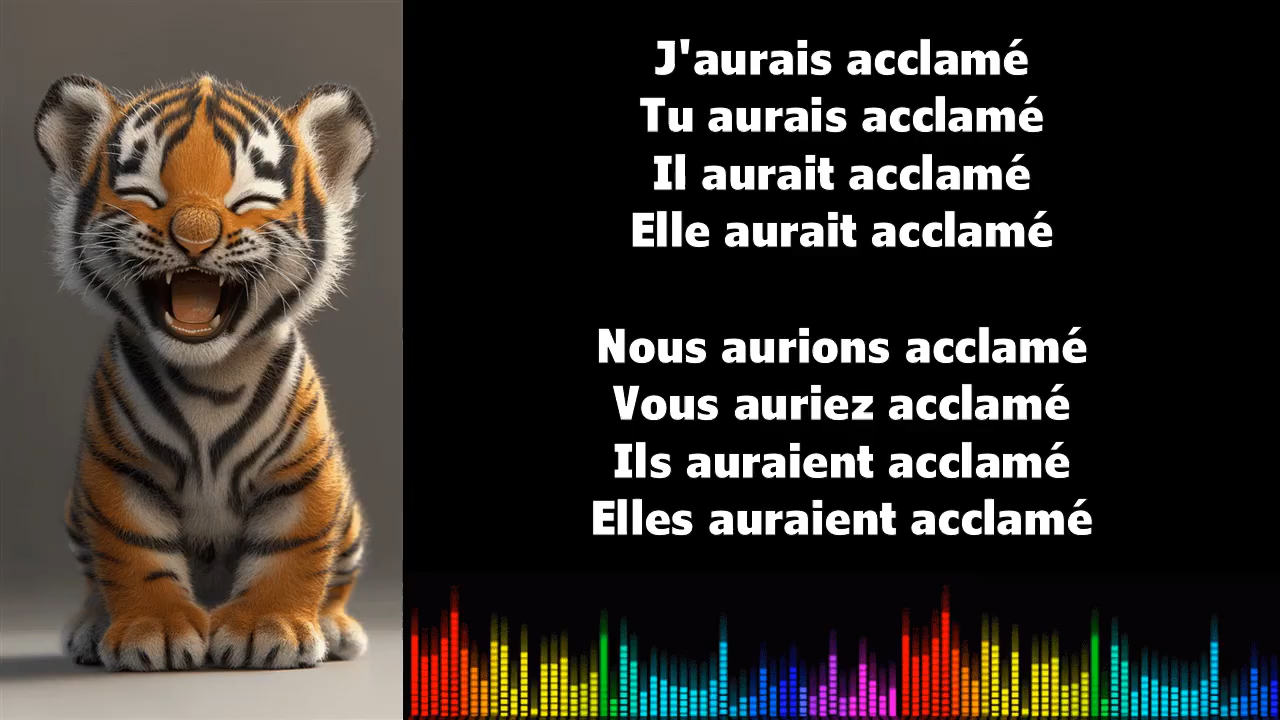 J'aurais acclamé
Tu aurais acclamé
Il aurait acclamé
Elle aurait acclamé
Nous aurions acclamé
Vous auriez acclamé
Ils auraient acclamé
Elles auraient acclamé